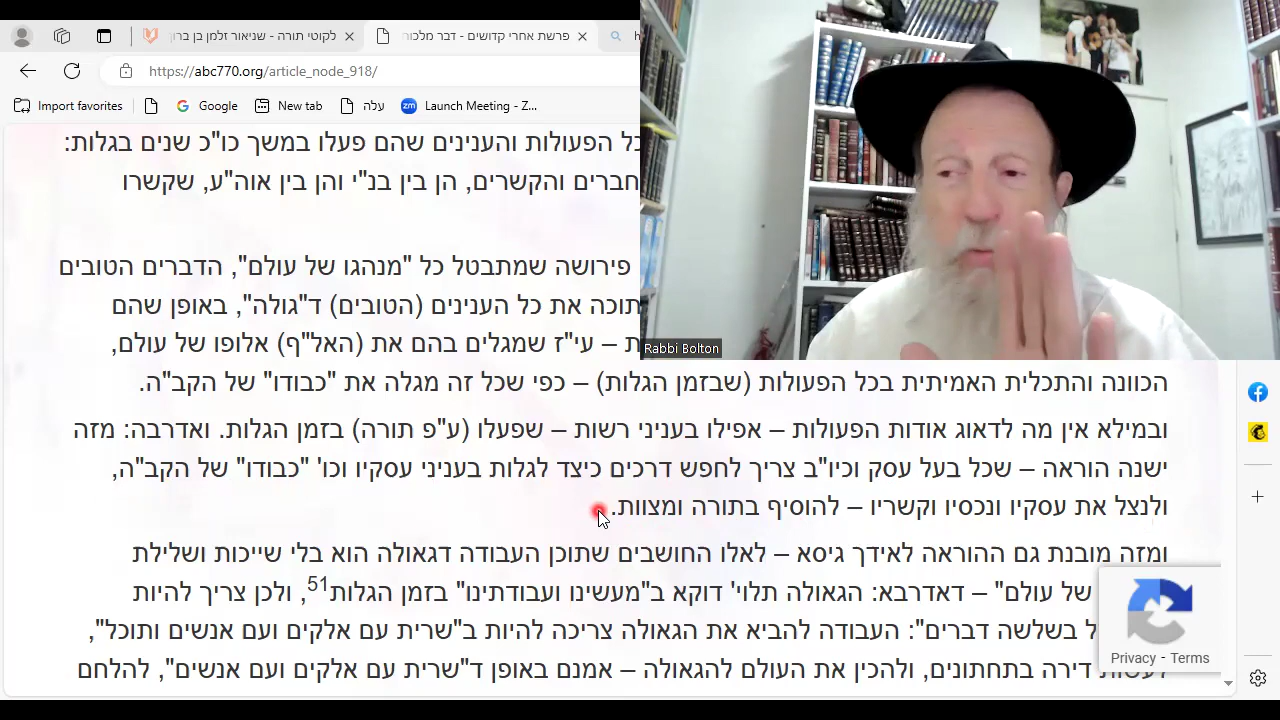 לקוטי תורה - שניאור זלמן בן ברוך
פרשת אחרי קדושים - דבר מלכות
h
https://abc770.org/article_node_918/
Import favorites
Google
New tab
עלה
Launch Meeting - Z...
כל הפעולות והענינים שהם פעלו במשך כו"כ שנים בגלות:
חברים והקשרים, הן בין בנ"י והן בין אוה"ע, שקשרו
פירושה שמתבטל כל "מנהגו של עולם", הדברים הטובים
תוכה את כל הענינים (הטובים) ד"גולה", באופן שהם
ת – עי"ז שמגלים בהם את (האל"ף) אלופו של עולם,
הכוונה והתכלית האמיתית בכל הפעולות (שבזמן הגלות) – כפי שכל זה מגלה את "כבודו" של הקב"ה.
ובמילא אין מה לדאוג אודות הפעולות – אפילו בעניני רשות – שפעלו (ע"פ תורה) בזמן הגלות. ואדרבה: מזה
ישנה הוראה – שכל בעל עסק וכיו"ב צריך לחפש דרכים כיצד לגלות בעניני עסקיו וכו' "כבודו" של הקב"ה,
ולנצל את עסקיו ונכסיו וקשריו – להוסיף בתורה ומצוות.
ומזה מובנת גם ההוראה לאידך גיסא – לאלו החושבים שתוכן העבודה דגאולה הוא בלי שייכות ושלילת
של עולם" – דאדרבא: הגאולה תלוי' דוקא ב"מעשינו ועבודתינו" בזמן הגלות51, ולכן צריך להיות
ל בשלשה דברים": העבודה להביא את הגאולה צריכה להיות ב"שרית עם אלקים ועם אנשים ותוכל",
לעשות דירה בתחתונים, ולהכין את העולם להגאולה – אמנם באופן ד"שרית עם אלקים ועם אנשים", להלחם
Rabbi Bolton
Privacy - Terms